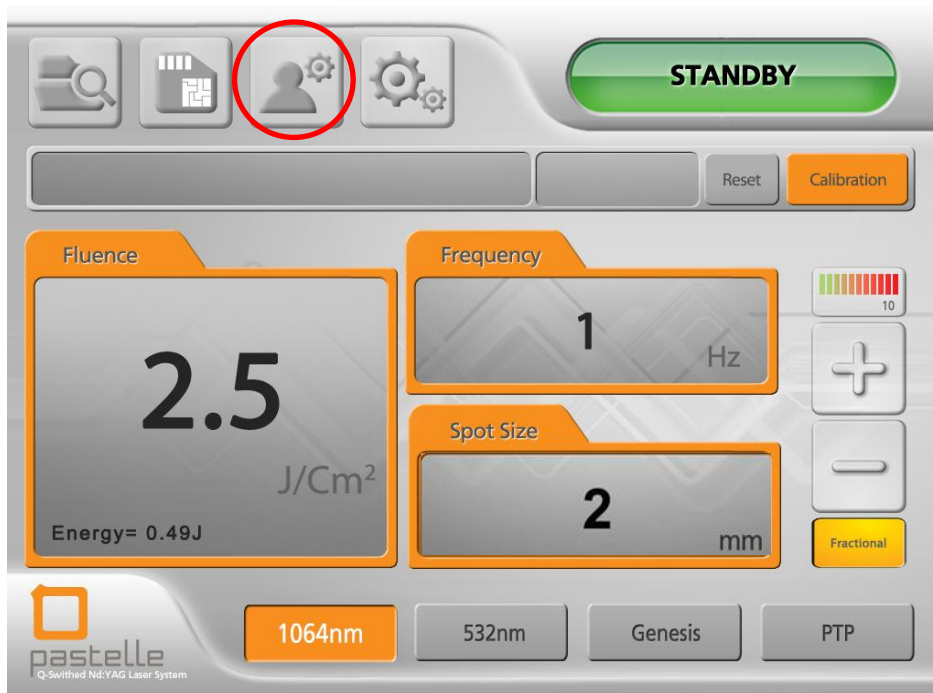 STANDBY
Reset
Calibration
Fluence
2.5
J/Cm²
Energy= 0.49J
Frequency
1
Hz
Spot Size
2
mm
10
Fractional
pastelle
Q-Swithed Nd:YAG Laser System
1064nm
532nm
Genesis
PTP